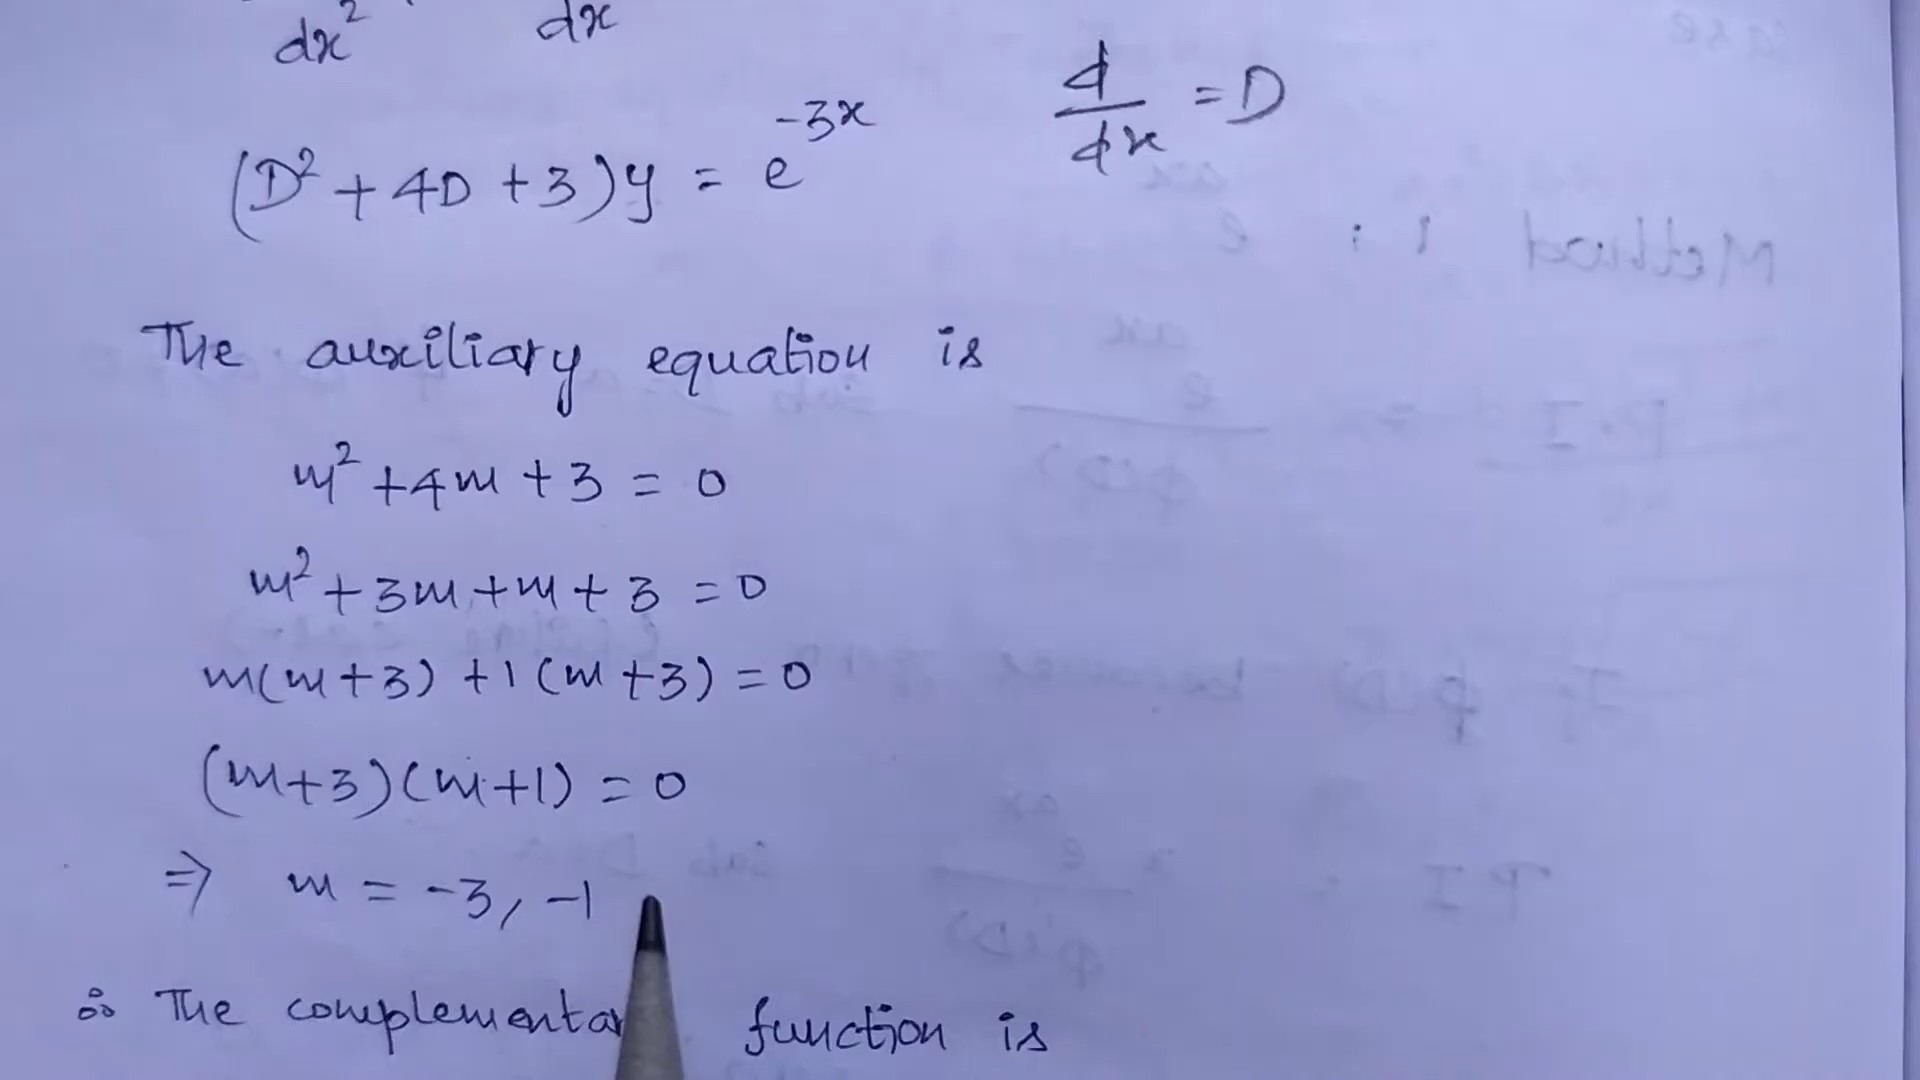 dx² dx
d/dx = D
(D² + 4D + 3)y = e^-3x
The auxiliary equation is
m² + 4m + 3 = 0
m² + 3m + m + 3 = 0
m(m+3) +1(m+3) = 0
(m+3)(m+1) = 0
⇒ m = -3, -1
∴ The complementa function is